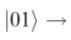 |01⟩ →